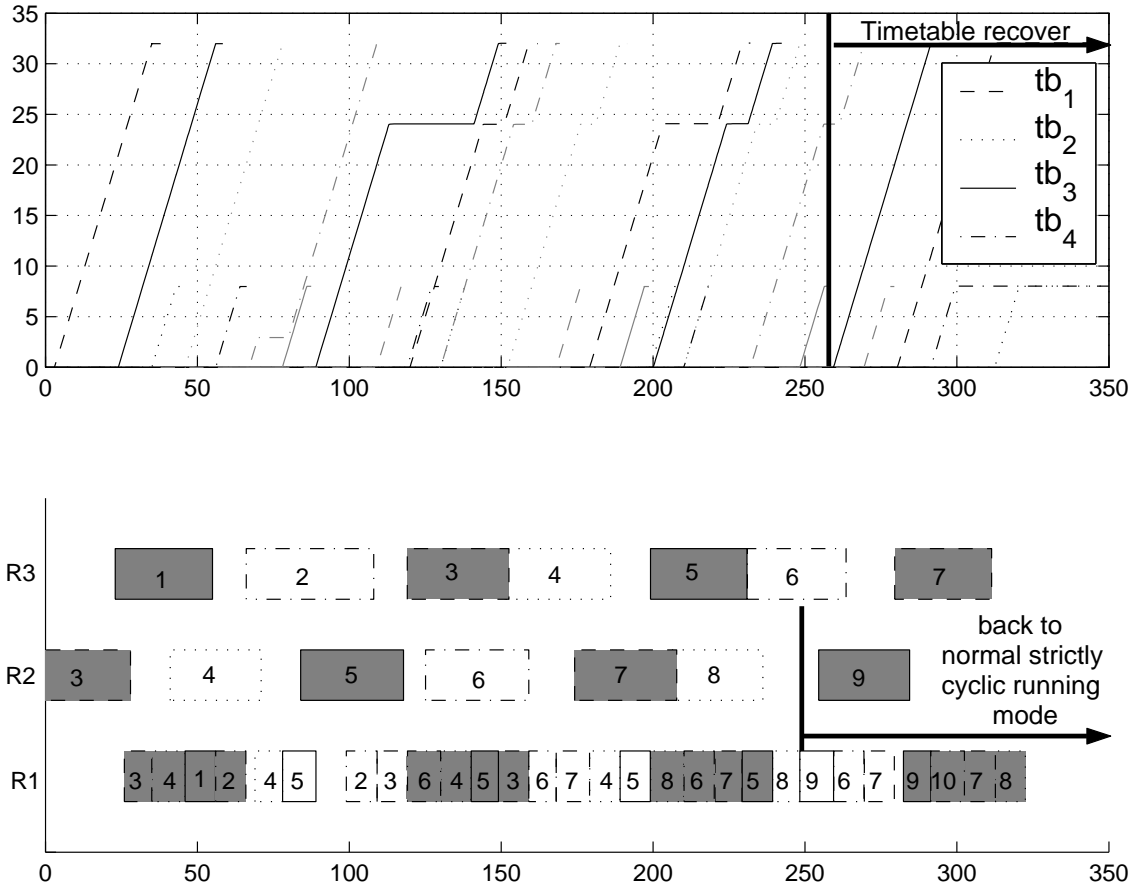 35
30
25
20
15
10
5
0
0 50 100 150 200 250 300 350
Timetable recover
tb1
tb2
tb3
tb4
R3
1 2 3 4 5 6 7
R2
3 4 5 6 7 8 9
R1
3 4 1 2 4 5 2 3 6 4 5 3 6 7 4 5 8 6 7 5 8 9 6 7 9 10 7 8
back to
normal strictly
cyclic running
mode
0 50 100 150 200 250 300 350